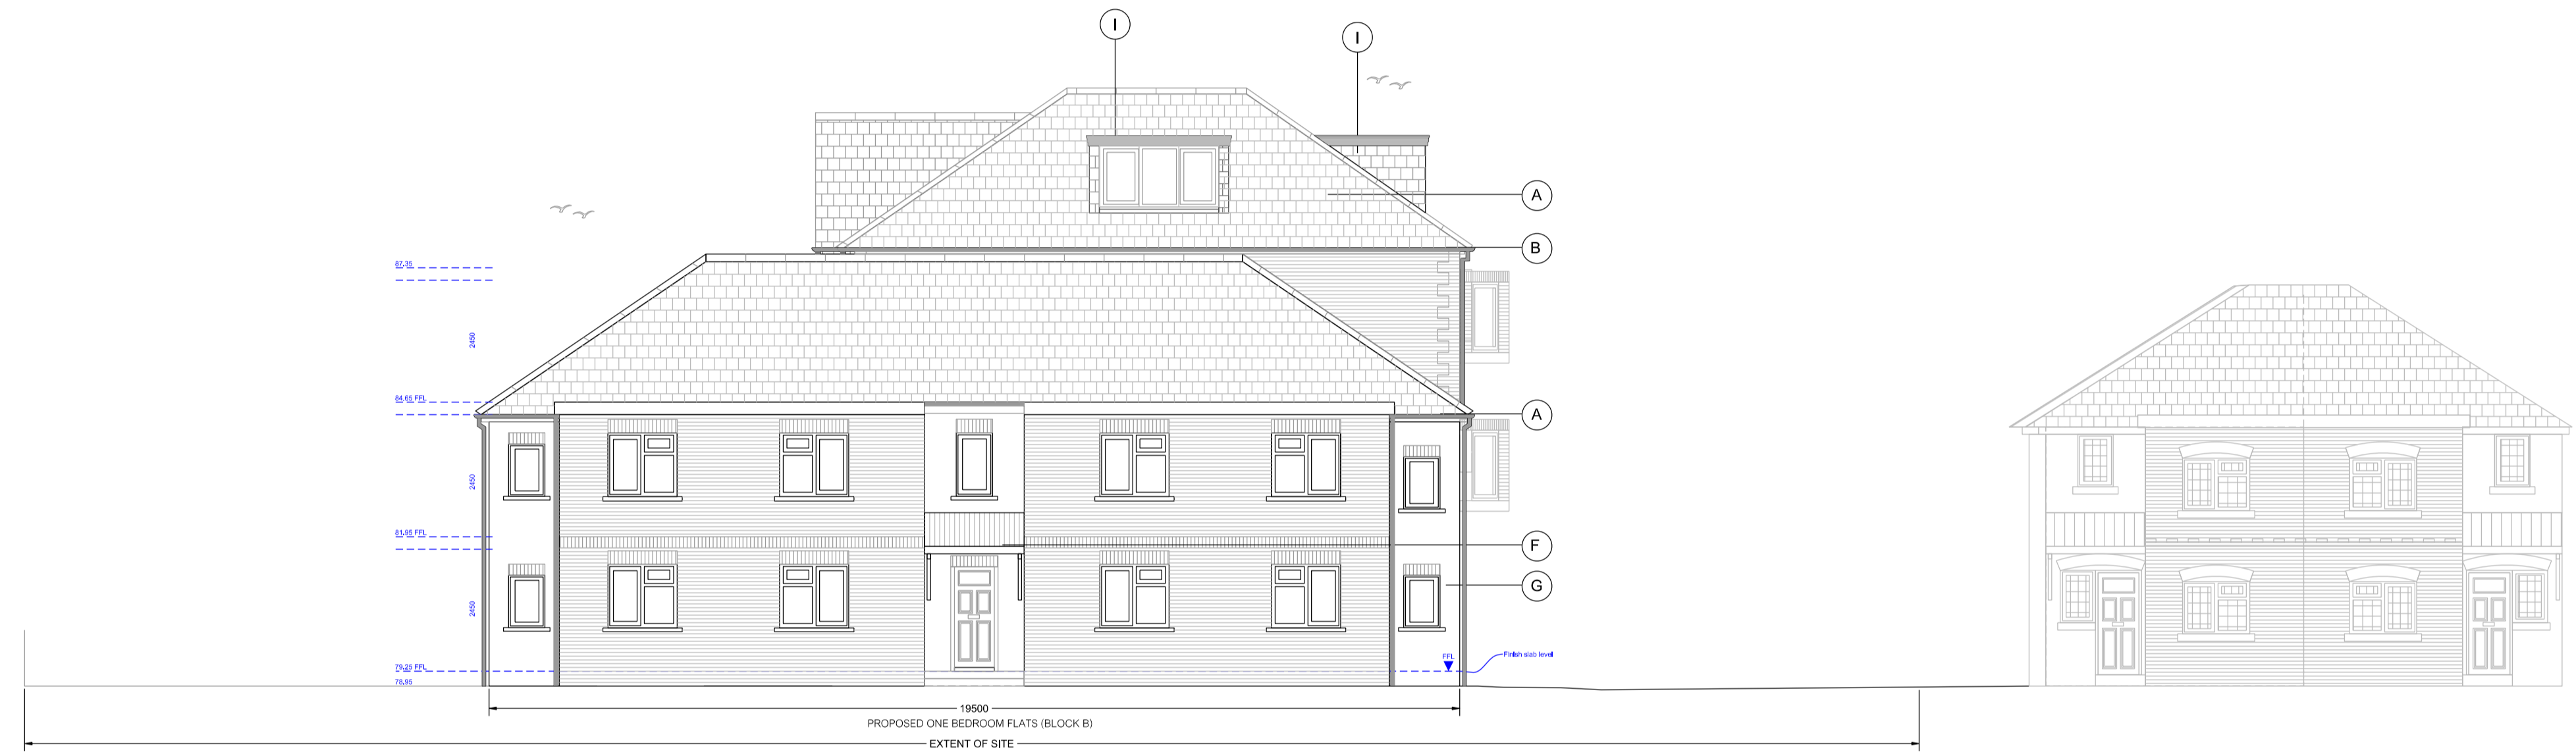 I
I
A
B
87.35
2450
84.65 FFL
A
2450
81.95 FFL
F
G
2450
79.25 FFL
FFL
Finish slab level
78.95
19500
PROPOSED ONE BEDROOM FLATS (BLOCK B)
EXTENT OF SITE